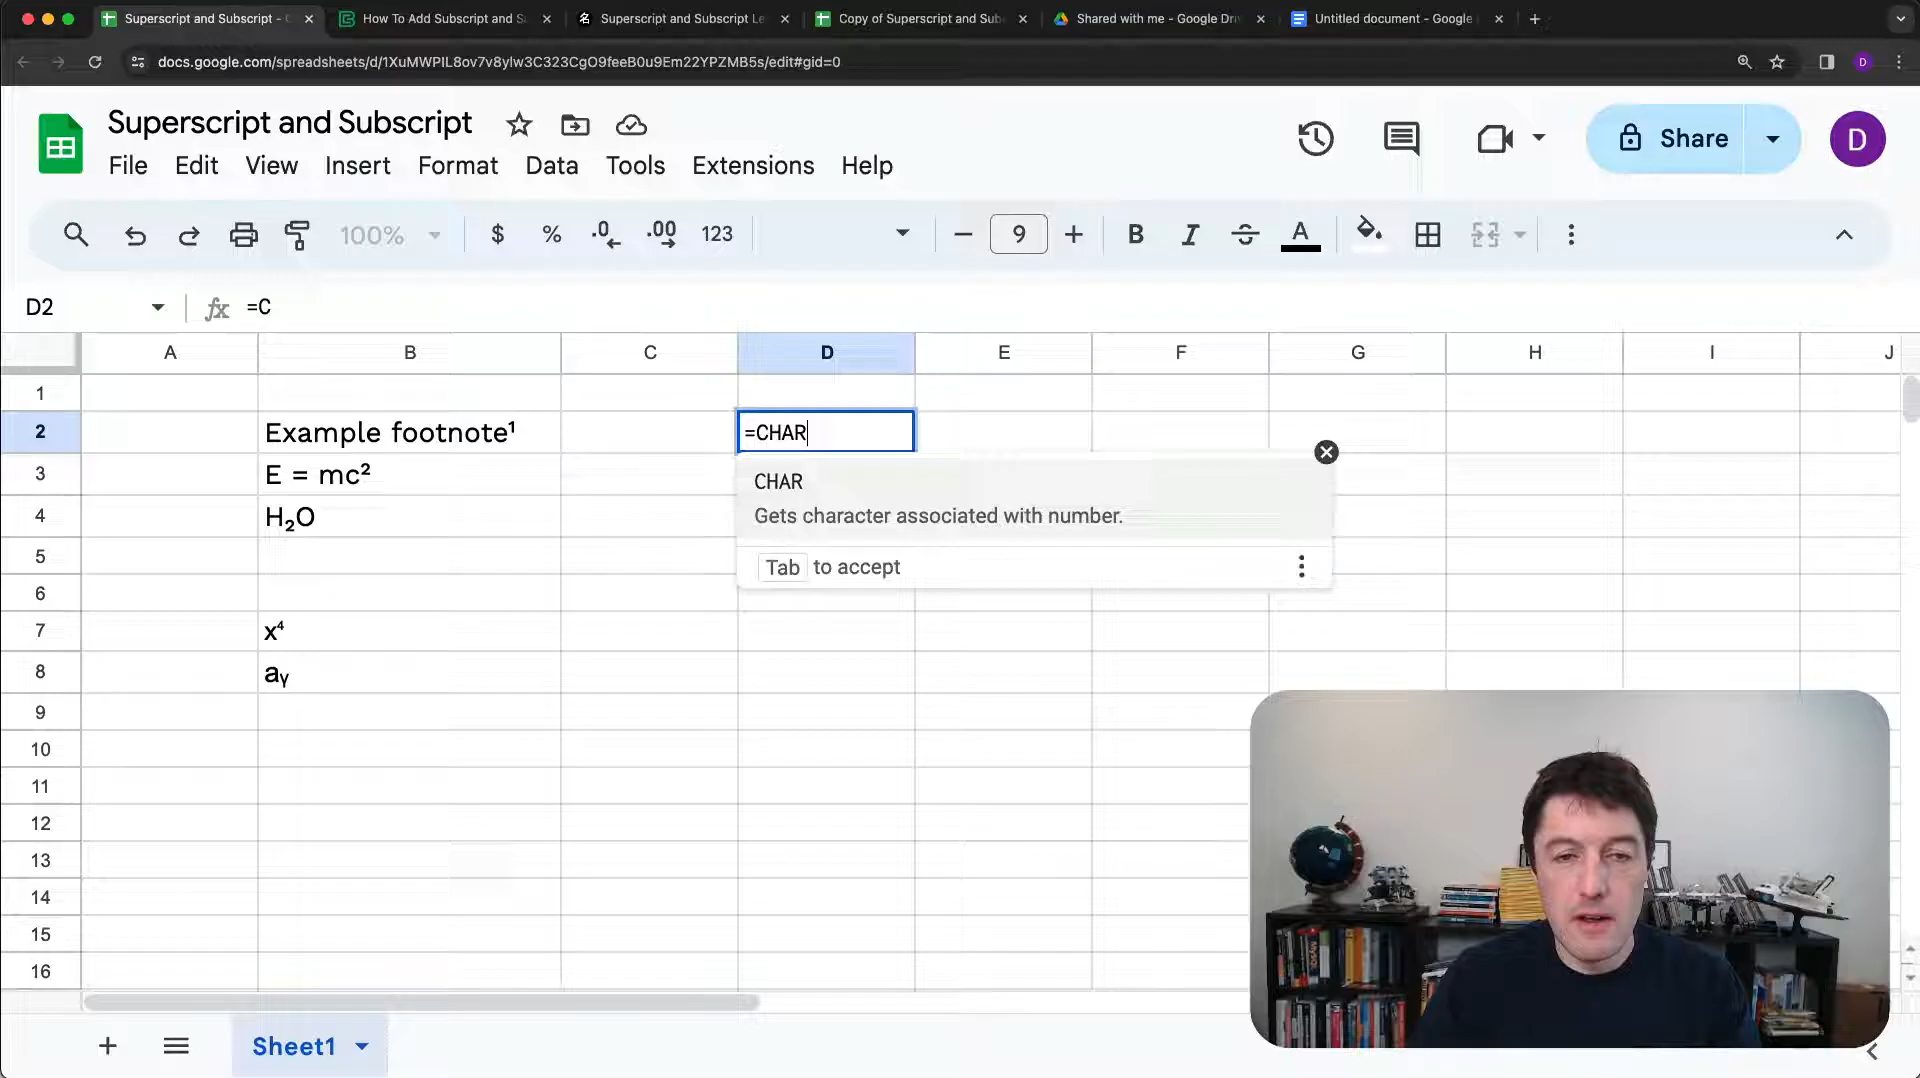 Superscript and Subscript - G
How To Add Subscript and Su
Superscript and Subscript Le
Copy of Superscript and Sub
Shared with me - Google Dri
Untitled document - Google
docs.google.com/spreadsheets/d/1XuMWPIL8ov7v8ylw3C323CgO9feeB0u9Em22YPZMB5s/edit#gid=0
D
Superscript and Subscript
File Edit View Insert Format Data Tools Extensions Help
Share
D
100% $ % .0 .00 123 9 B I A
D2 fx =C
A B C D E F G H I J
1
2 Example footnote¹ =CHAR
CHAR
3 E = mc²
Gets character associated with number.
4 H₂O
5
Tab to accept
6
7 x⁴
8 aᵧ
9
10
11
12
13
14
15
16
Sheet1